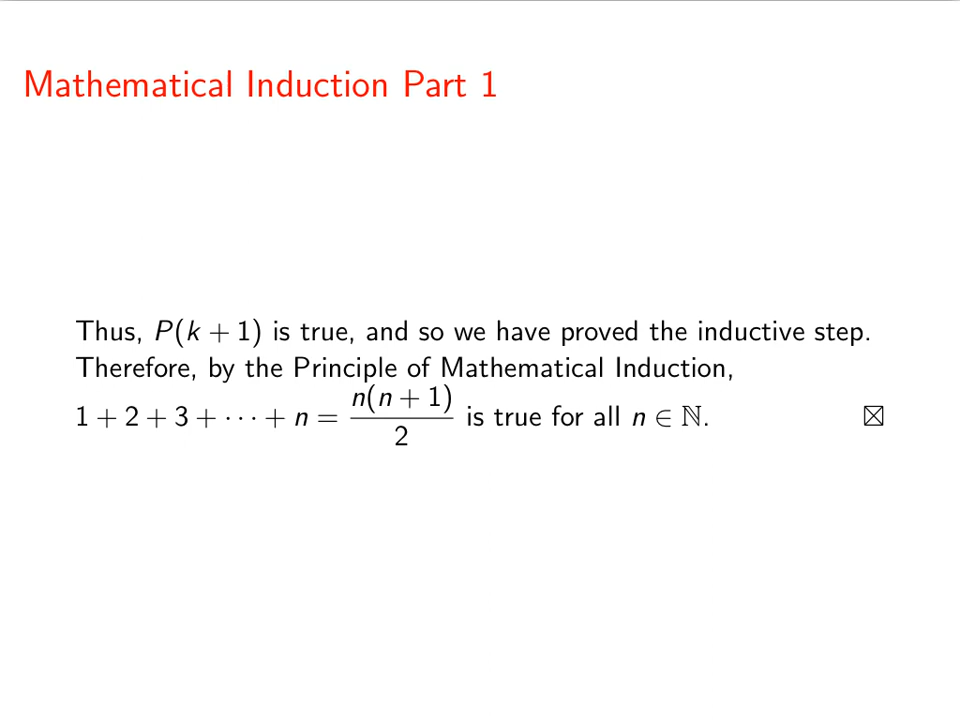 Mathematical Induction Part 1
Thus, P(k + 1) is true, and so we have proved the inductive step.
Therefore, by the Principle of Mathematical Induction,
1 + 2 + 3 + ⋯ + n = n(n + 1)/2 is true for all n ∈ ℕ. ☒